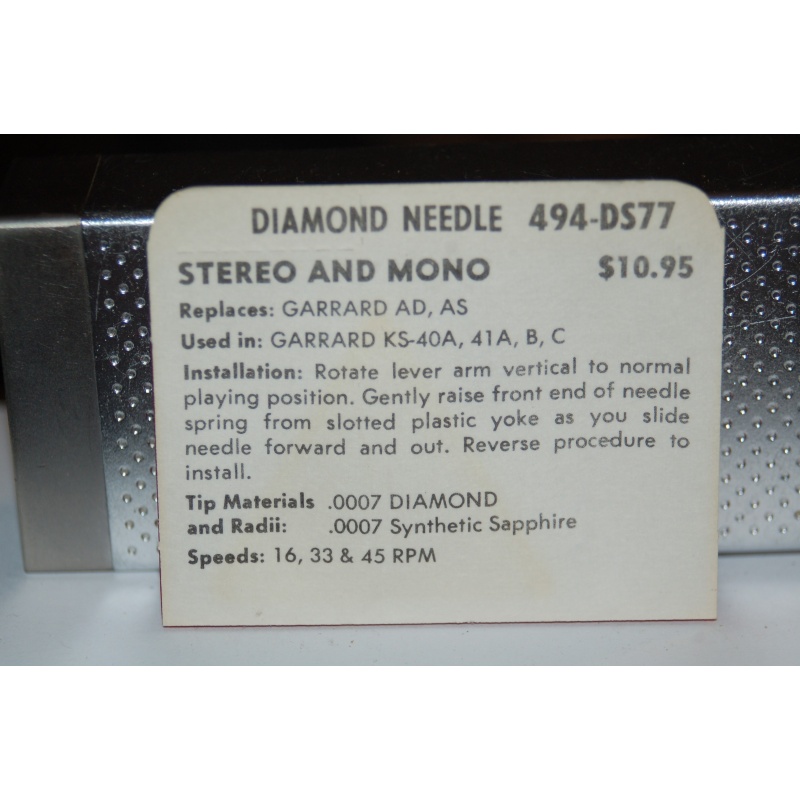 DIAMOND NEEDLE 494-DS77
STEREO AND MONO $10.95
Replaces: GARRARD AD, AS
Used in: GARRARD KS-40A, 41A, B, C
Installation: Rotate lever arm vertical to normal
playing position. Gently raise front end of needle
spring from slotted plastic yoke as you slide
needle forward and out. Reverse procedure to
install.
Tip Materials .0007 DIAMOND
and Radii: .0007 Synthetic Sapphire
Speeds: 16, 33 & 45 RPM